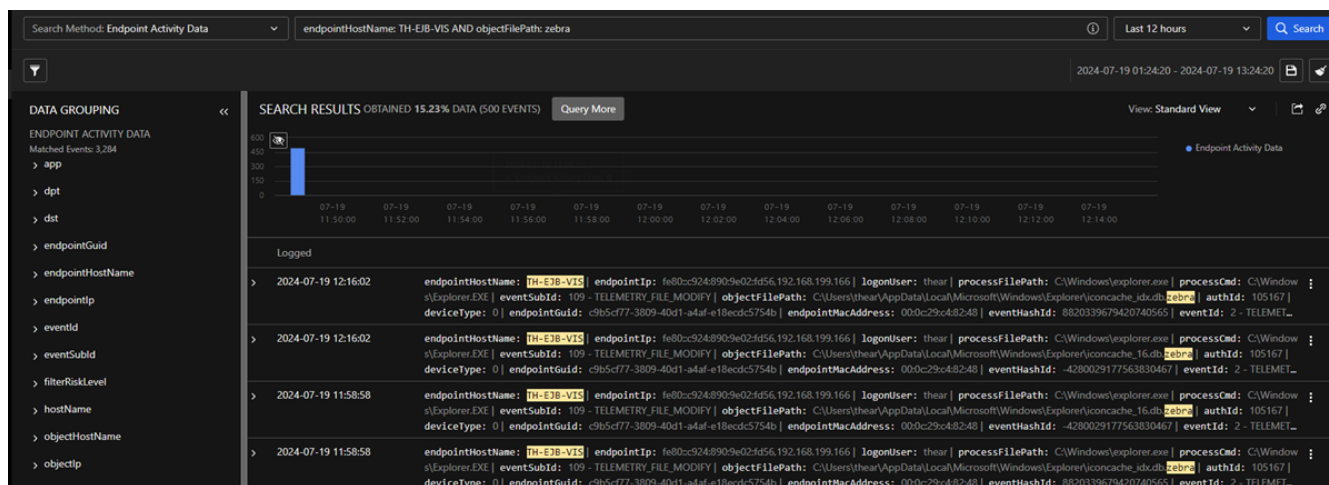 Search Method: Endpoint Activity Data
endpointHostName: TH-EJB-VIS AND objectFilePath: zebra
Last 12 hours
Search
2024-07-19 01:24:20 - 2024-07-19 13:24:20
DATA GROUPING
ENDPOINT ACTIVITY DATA
Matched Events: 3,284
app
dpt
dst
endpointGuid
endpointHostName
endpointIp
eventId
eventSubId
filterRiskLevel
hostName
objectHostName
objectIp
SEARCH RESULTS OBTAINED 15.23% DATA (500 EVENTS) Query More
View: Standard View
600
450
300
150
0
Endpoint Activity Data
07-19 07-19 07-19 07-19 07-19 07-19 07-19 07-19 07-19 07-19 07-19 07-19 07-19
11:50:00 11:52:00 11:54:00 11:56:00 11:58:00 12:00:00 12:02:00 12:04:00 12:06:00 12:08:00 12:10:00 12:12:00 12:14:00
Logged
2024-07-19 12:16:02 endpointHostName: TH-EJB-VIS| endpointIp: fe80::c924:890:9e02:fd56,192.168.199.166 | logonUser: thear | processFilePath: C:\Windows\explorer.exe | processCmd: C:\Window
s\Explorer.EXE | eventSubId: 109 - TELEMETRY_FILE_MODIFY | objectFilePath: C:\Users\thear\AppData\Local\Microsoft\Windows\Explorer\iconcache_idx.db.zebra | authId: 105167 |
deviceType: 0 | endpointGuid: c9b5cf77-3809-40d1-a4af-e18ecdc5754b | endpointMacAddress: 00:0c:29:c4:82:48 | eventHashId: 8820339679420740565 | eventId: 2 - TELEMET…
2024-07-19 12:16:02 endpointHostName: TH-EJB-VIS| endpointIp: fe80::c924:890:9e02:fd56,192.168.199.166 | logonUser: thear | processFilePath: C:\Windows\explorer.exe | processCmd: C:\Window
s\Explorer.EXE | eventSubId: 109 - TELEMETRY_FILE_MODIFY | objectFilePath: C:\Users\thear\AppData\Local\Microsoft\Windows\Explorer\iconcache_16.db.zebra | authId: 105167 |
deviceType: 0 | endpointGuid: c9b5cf77-3809-40d1-a4af-e18ecdc5754b | endpointMacAddress: 00:0c:29:c4:82:48 | eventHashId: -4280029177563830467 | eventId: 2 - TELEMET…
2024-07-19 11:58:58 endpointHostName: TH-EJB-VIS| endpointIp: fe80::c924:890:9e02:fd56,192.168.199.166 | logonUser: thear | processFilePath: C:\Windows\explorer.exe | processCmd: C:\Window
s\Explorer.EXE | eventSubId: 109 - TELEMETRY_FILE_MODIFY | objectFilePath: C:\Users\thear\AppData\Local\Microsoft\Windows\Explorer\iconcache_16.db.zebra | authId: 105167 |
deviceType: 0 | endpointGuid: c9b5cf77-3809-40d1-a4af-e18ecdc5754b | endpointMacAddress: 00:0c:29:c4:82:48 | eventHashId: -4280029177563830467 | eventId: 2 - TELEMET…
2024-07-19 11:58:58 endpointHostName: TH-EJB-VIS| endpointIp: fe80::c924:890:9e02:fd56,192.168.199.166 | logonUser: thear | processFilePath: C:\Windows\explorer.exe | processCmd: C:\Window
s\Explorer.EXE | eventSubId: 109 - TELEMETRY_FILE_MODIFY | objectFilePath: C:\Users\thear\AppData\Local\Microsoft\Windows\Explorer\iconcache_idx.db.zebra | authId: 105167 |
deviceType: 0 | endpointGuid: c9b5cf77-3809-40d1-a4af-e18ecdc5754b | endpointMacAddress: 00:0c:29:c4:82:48 | eventHashId: 8820339679420740565 | eventId: 2 - TELEMET…